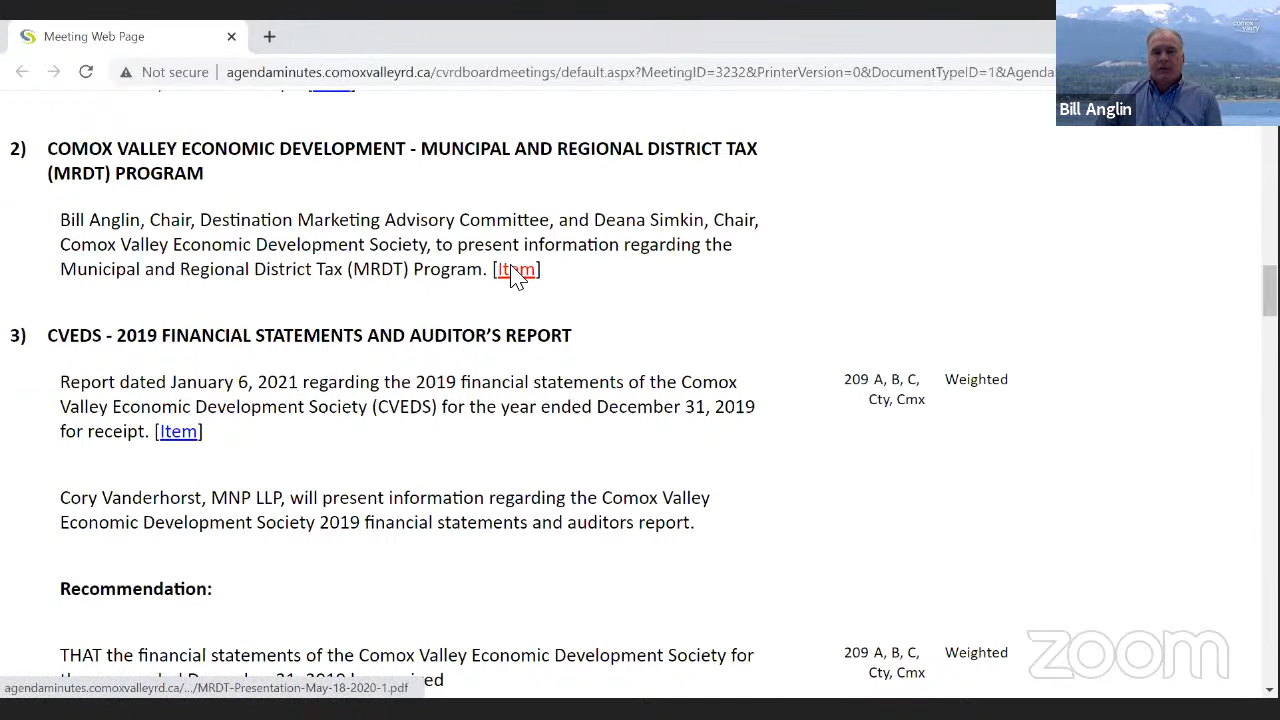 Meeting Web Page
Not secure
agendaminutes.comoxvalleyrd.ca/cvrdboardmeetings/default.aspx?MeetingID=3232&PrinterVersion=0&DocumentTypeID=1&Agenda
comox valley
Bill Anglin
2) COMOX VALLEY ECONOMIC DEVELOPMENT - MUNCIPAL AND REGIONAL DISTRICT TAX
(MRDT) PROGRAM
Bill Anglin, Chair, Destination Marketing Advisory Committee, and Deana Simkin, Chair,
Comox Valley Economic Development Society, to present information regarding the
Municipal and Regional District Tax (MRDT) Program. [Item]
3) CVEDS - 2019 FINANCIAL STATEMENTS AND AUDITOR’S REPORT
Report dated January 6, 2021 regarding the 2019 financial statements of the Comox
Valley Economic Development Society (CVEDS) for the year ended December 31, 2019
for receipt. [Item]
209 A, B, C, Weighted
Cty, Cmx
Cory Vanderhorst, MNP LLP, will present information regarding the Comox Valley
Economic Development Society 2019 financial statements and auditors report.
Recommendation:
THAT the financial statements of the Comox Valley Economic Development Society for
209 A, B, C, Weighted
Cty, Cmx
zoom
agendaminutes.comoxvalleyrd.ca/.../MRDT-Presentation-May-18-2020-1.pdf